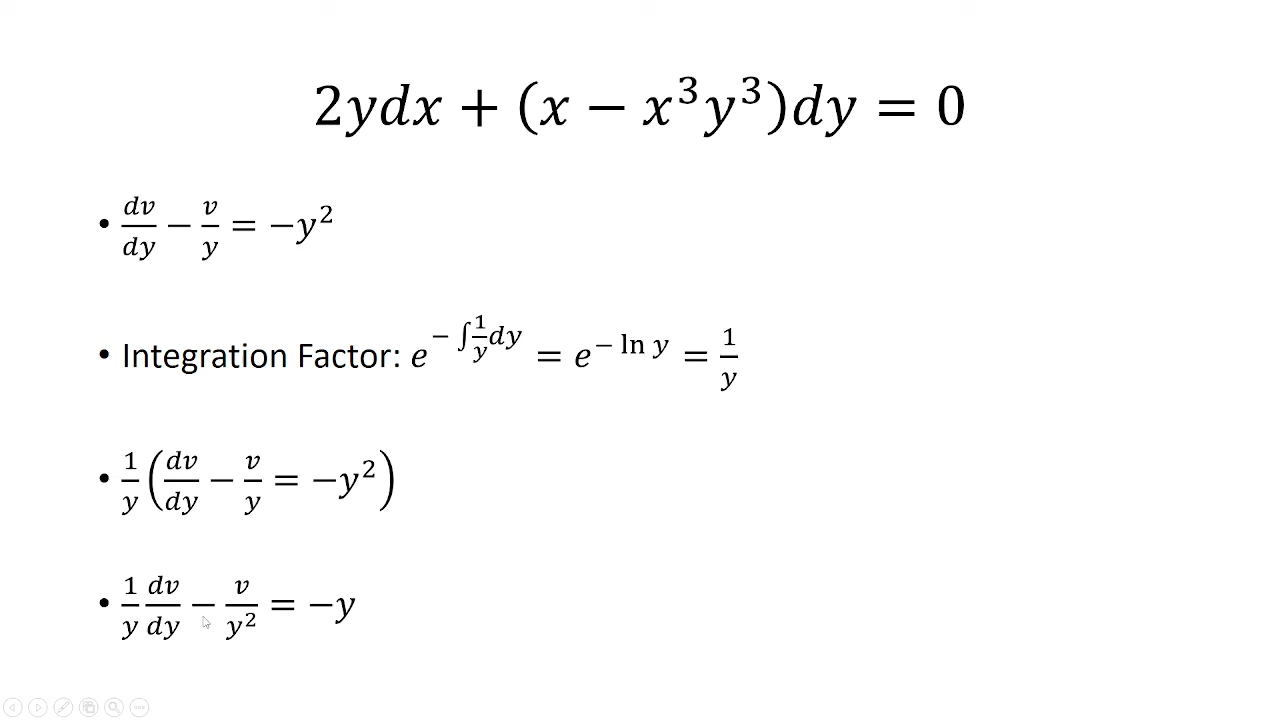 2ydx + (x − x³y³)dy = 0
• dv/dy − v/y = −y²
• Integration Factor: e^(−∫(1/y)dy) = e^(−ln y) = 1/y
• 1/y (dv/dy − v/y = −y²)
• 1/y dv/dy − v/y² = −y